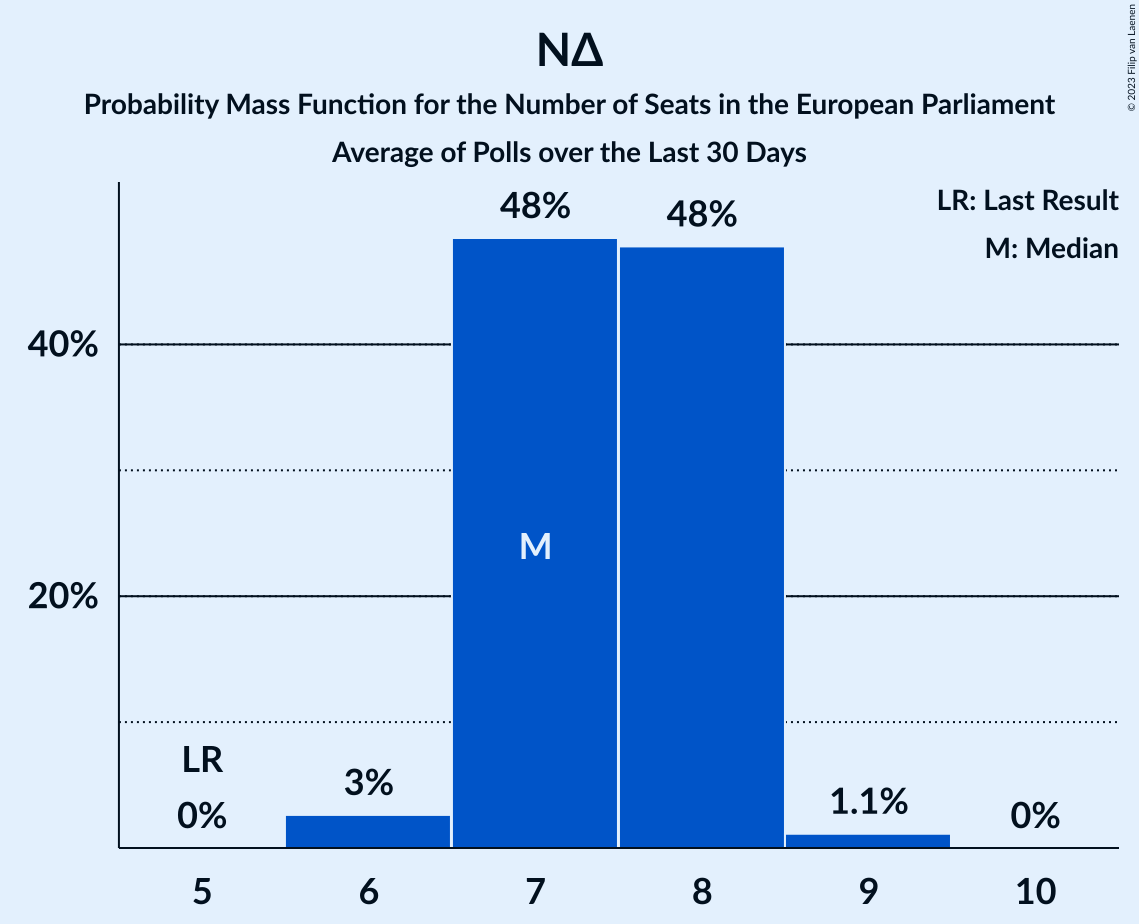 ΝΔ
Probability Mass Function for the Number of Seats in the European Parliament
Average of Polls over the Last 30 Days
© 2023 Filip van Laenen
LR: Last Result
M: Median
48%
48%
40%
M
20%
LR
0%
3%
1.1%
0%
5
6
7
8
9
10